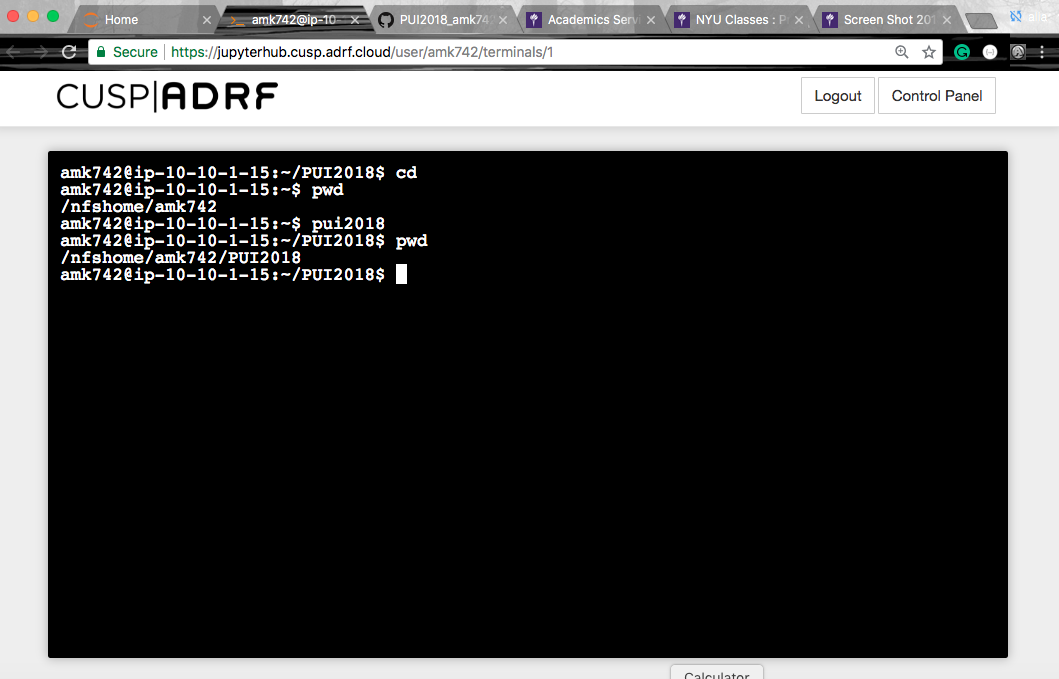 Home
amk742@ip-10
PUI2018_amk74
Academics Serv
NYU Classes : P
Screen Shot 201
Secure
https://jupyterhub.cusp.adrf.cloud/user/amk742/terminals/1
CUSP|ADRF
Logout
Control Panel
amk742@ip-10-10-1-15:~/PUI2018$ cd
amk742@ip-10-10-1-15:~$ pwd
/nfshome/amk742
amk742@ip-10-10-1-15:~$ pui2018
amk742@ip-10-10-1-15:~/PUI2018$ pwd
/nfshome/amk742/PUI2018
amk742@ip-10-10-1-15:~/PUI2018$
Calculator